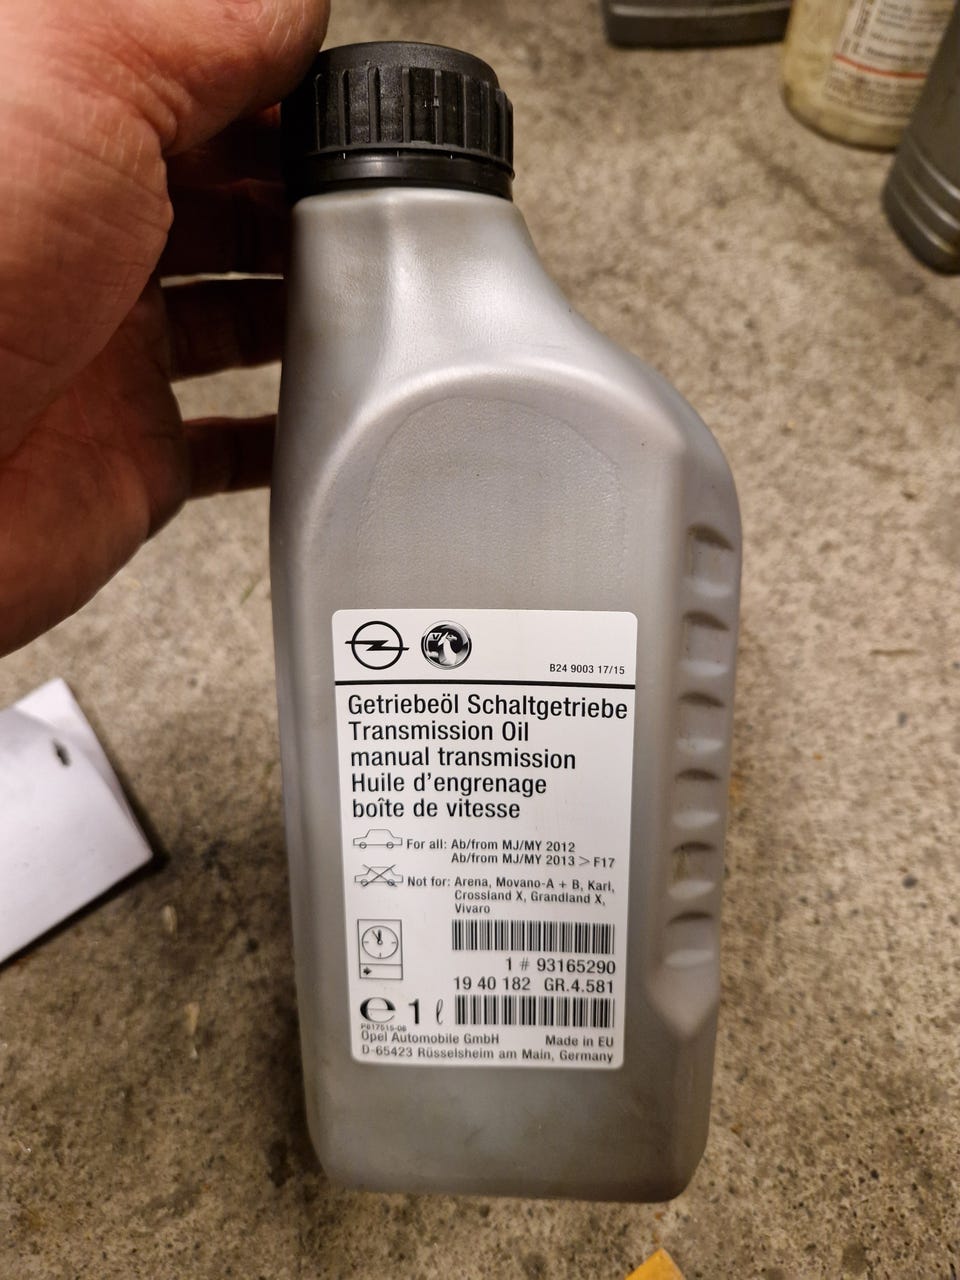 B24 9003 17/15
Getriebeöl Schaltgetriebe
Transmission Oil
manual transmission
Huile d'engrenage
boîte de vitesse
For all: Ab/from MJ/MY 2012
Ab/from MJ/MY 2013 > F17
Not for: Arena, Movano-A + B, Karl,
Crossland X, Grandland X,
Vivaro
1 # 93165290
19 40 182 GR.4.581
e 1 ℓ
P617515-06
Opel Automobile GmbH Made in EU
D-65423 Rüsselsheim am Main, Germany